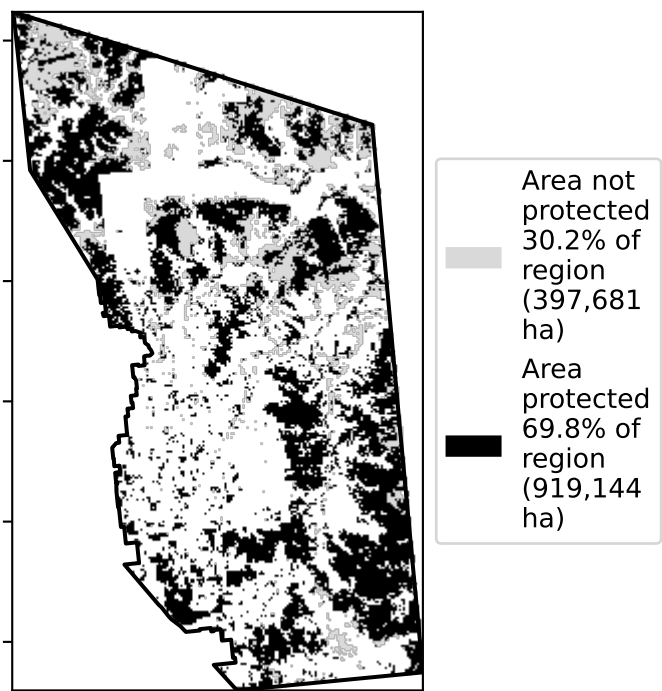 Area not
protected
30.2% of
region
(397,681
ha)
Area
protected
69.8% of
region
(919,144
ha)